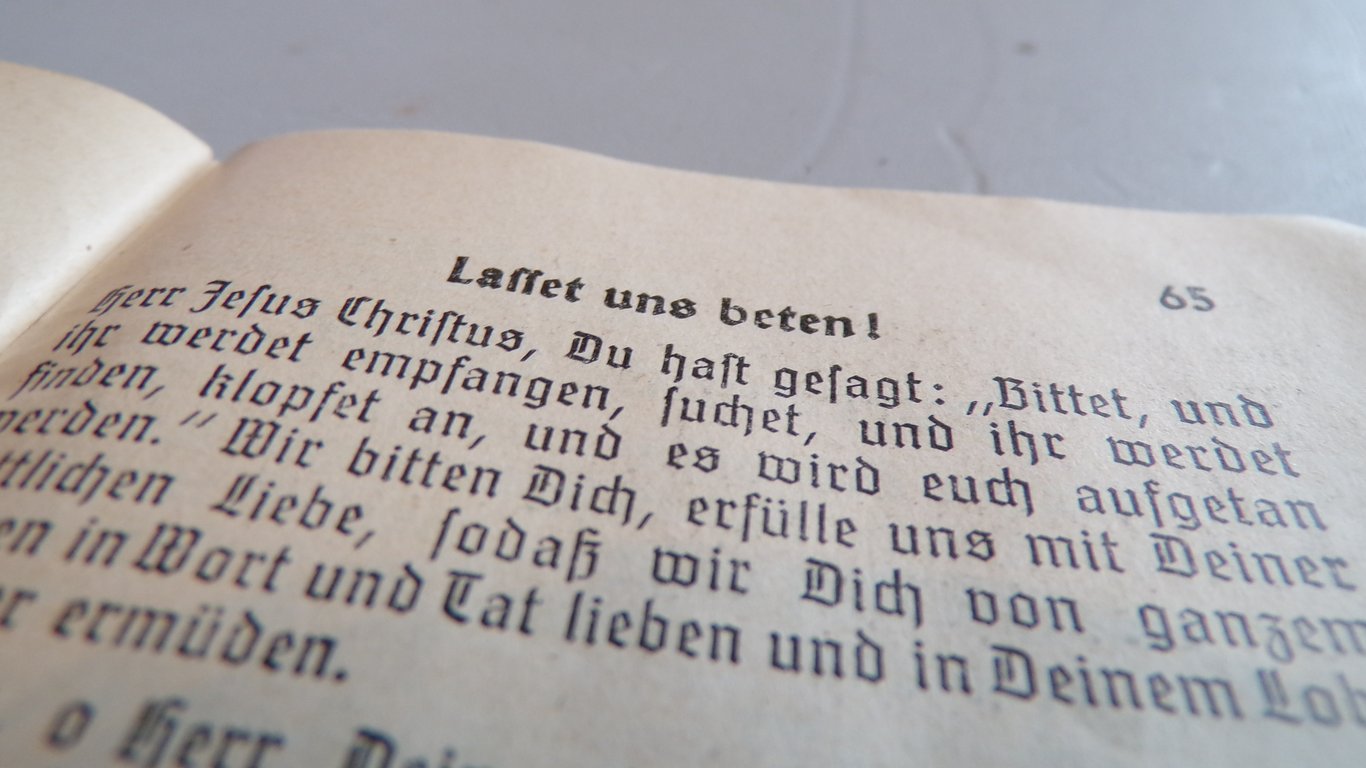 65
Laſſet uns beten!
Herr Jeſus Chriſtus, Du haſt geſagt: „Bittet, und
ihr werdet empfangen, ſuchet, und ihr werdet
finden, klopfet an, und es wird euch aufgetan
werden." Wir bitten Dich, erfülle uns mit Deiner
Liebe, ſodaß wir Dich von ganzem
in Wort und Tat lieben und in Deinem
ermüden.
o Herr